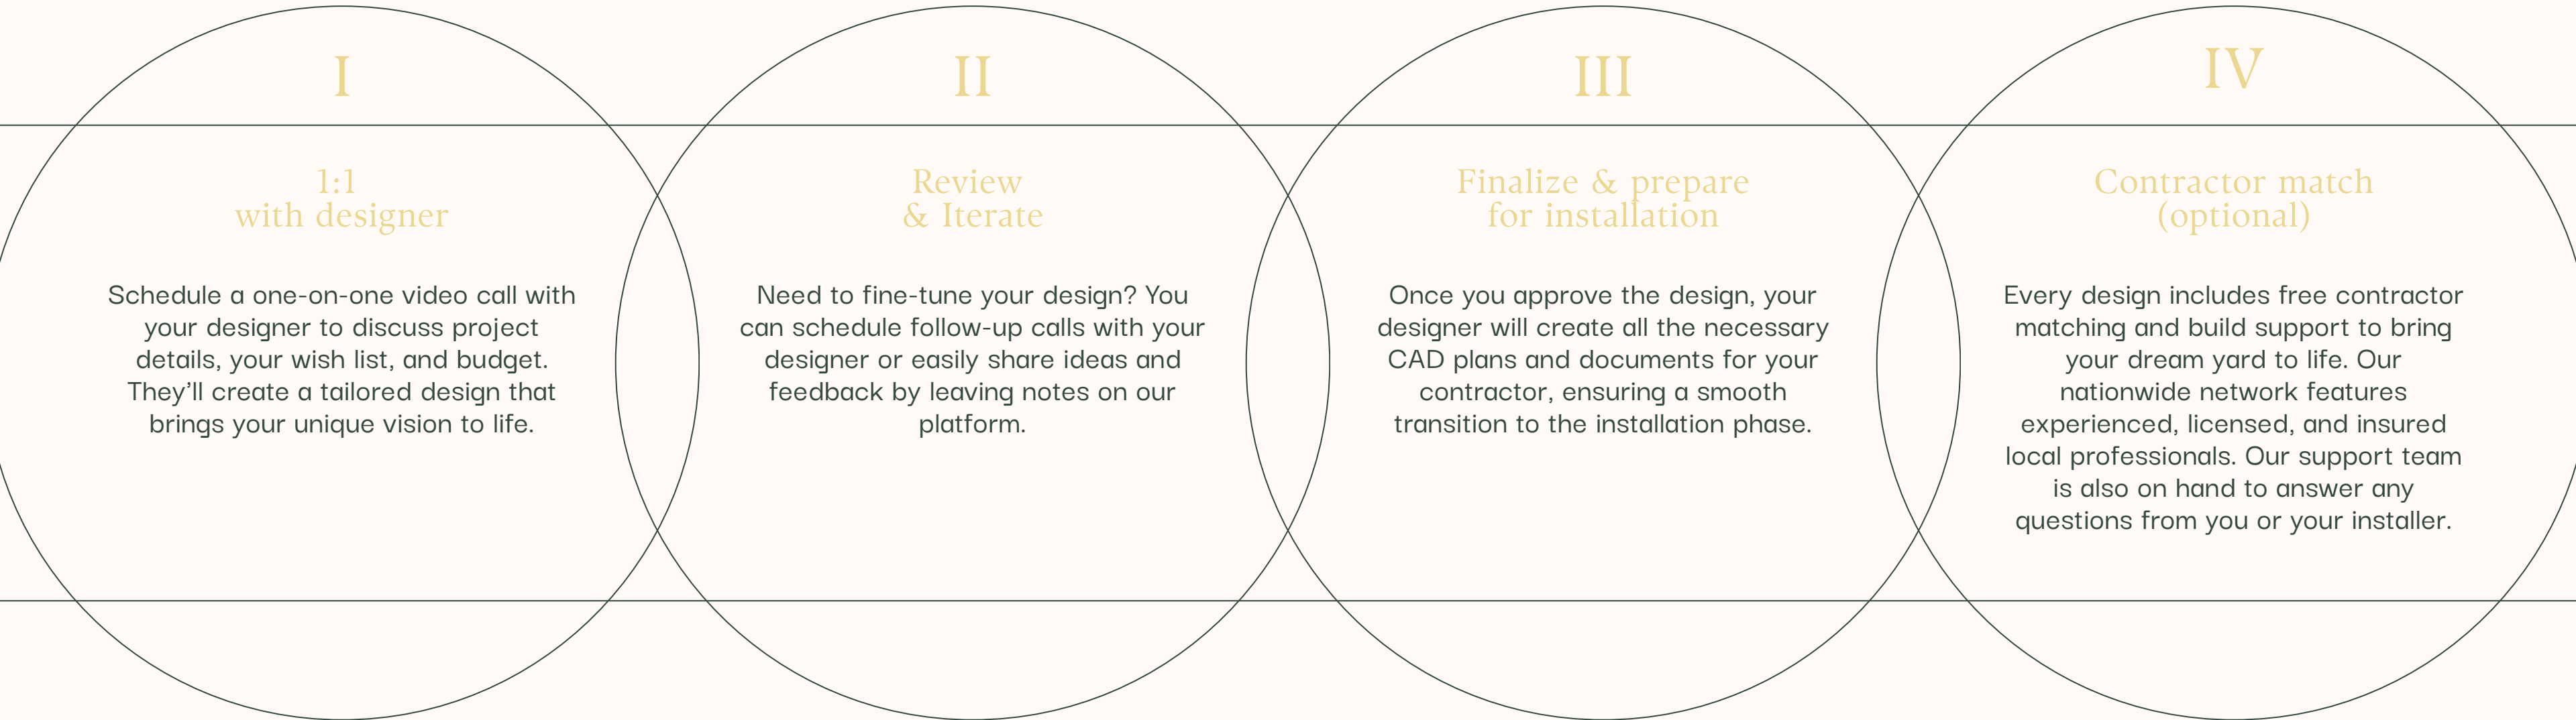 I
1:1
with designer
Schedule a one-on-one video call with
your designer to discuss project
details, your wish list, and budget.
They’ll create a tailored design that
brings your unique vision to life.
II
Review
& Iterate
Need to fine-tune your design? You
can schedule follow-up calls with your
designer or easily share ideas and
feedback by leaving notes on our
platform.
III
Finalize & prepare
for installation
Once you approve the design, your
designer will create all the necessary
CAD plans and documents for your
contractor, ensuring a smooth
transition to the installation phase.
IV
Contractor match
(optional)
Every design includes free contractor
matching and build support to bring
your dream yard to life. Our
nationwide network features
experienced, licensed, and insured
local professionals. Our support team
is also on hand to answer any
questions from you or your installer.